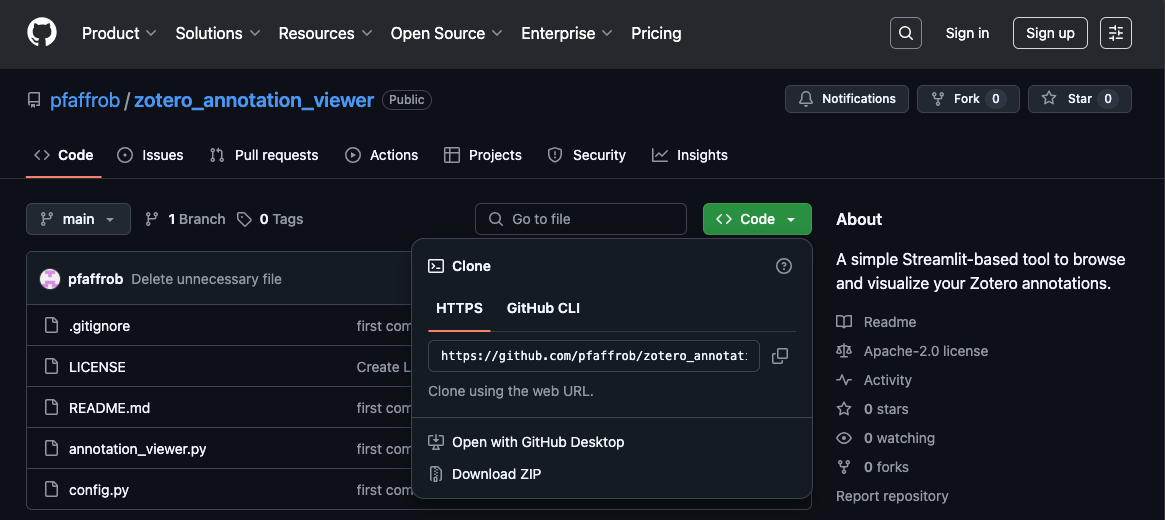 Product Solutions Resources Open Source Enterprise Pricing Sign in Sign up
pfaffrob/zotero_annotation_viewer Public Notifications Fork 0 Star 0
Code Issues Pull requests Actions Projects Security Insights
main 1 Branch 0 Tags Go to file Code
pfaffrob Delete unnecessary file
.gitignore first com
LICENSE Create L
README.md first com
annotation_viewer.py first com
config.py first com
Clone
HTTPS GitHub CLI
https://github.com/pfaffrob/zotero_annotati
Clone using the web URL.
Open with GitHub Desktop
Download ZIP
About
A simple Streamlit-based tool to browse
and visualize your Zotero annotations.
Readme
Apache-2.0 license
Activity
0 stars
0 watching
0 forks
Report repository